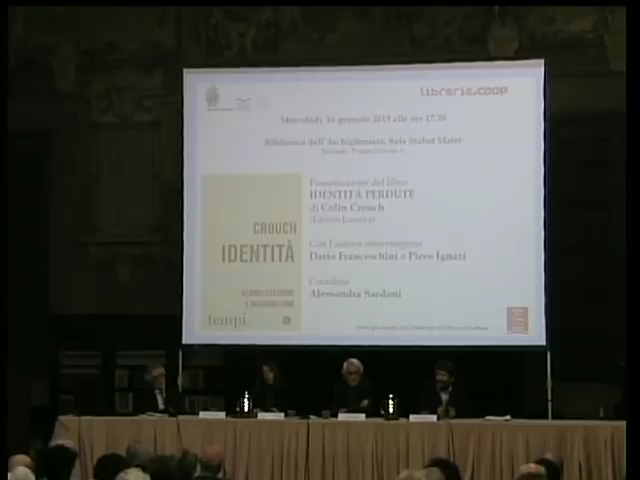 librerie.coop
Mercoledì 16 gennaio 2019 alle ore 17.30
Biblioteca dell'Archiginnasio, Sala Stabat Mater
Presentazione del libro
IDENTITÀ PERDUTE
di Colin Crouch
(Editori Laterza)
CROUCH
IDENTITÀ
Con l'autore intervengono
Dario Franceschini e Piero Ignazi
Coordina
Alessandra Sardoni
GLOBALIZZAZIONE
E NAZIONALISMO
tempi